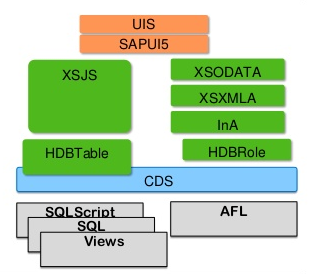 UIS
SAPUI5
XSJS
XSODATA
XSXMLA
InA
HDBTable
HDBRole
CDS
SQLScript
SQL
Views
AFL